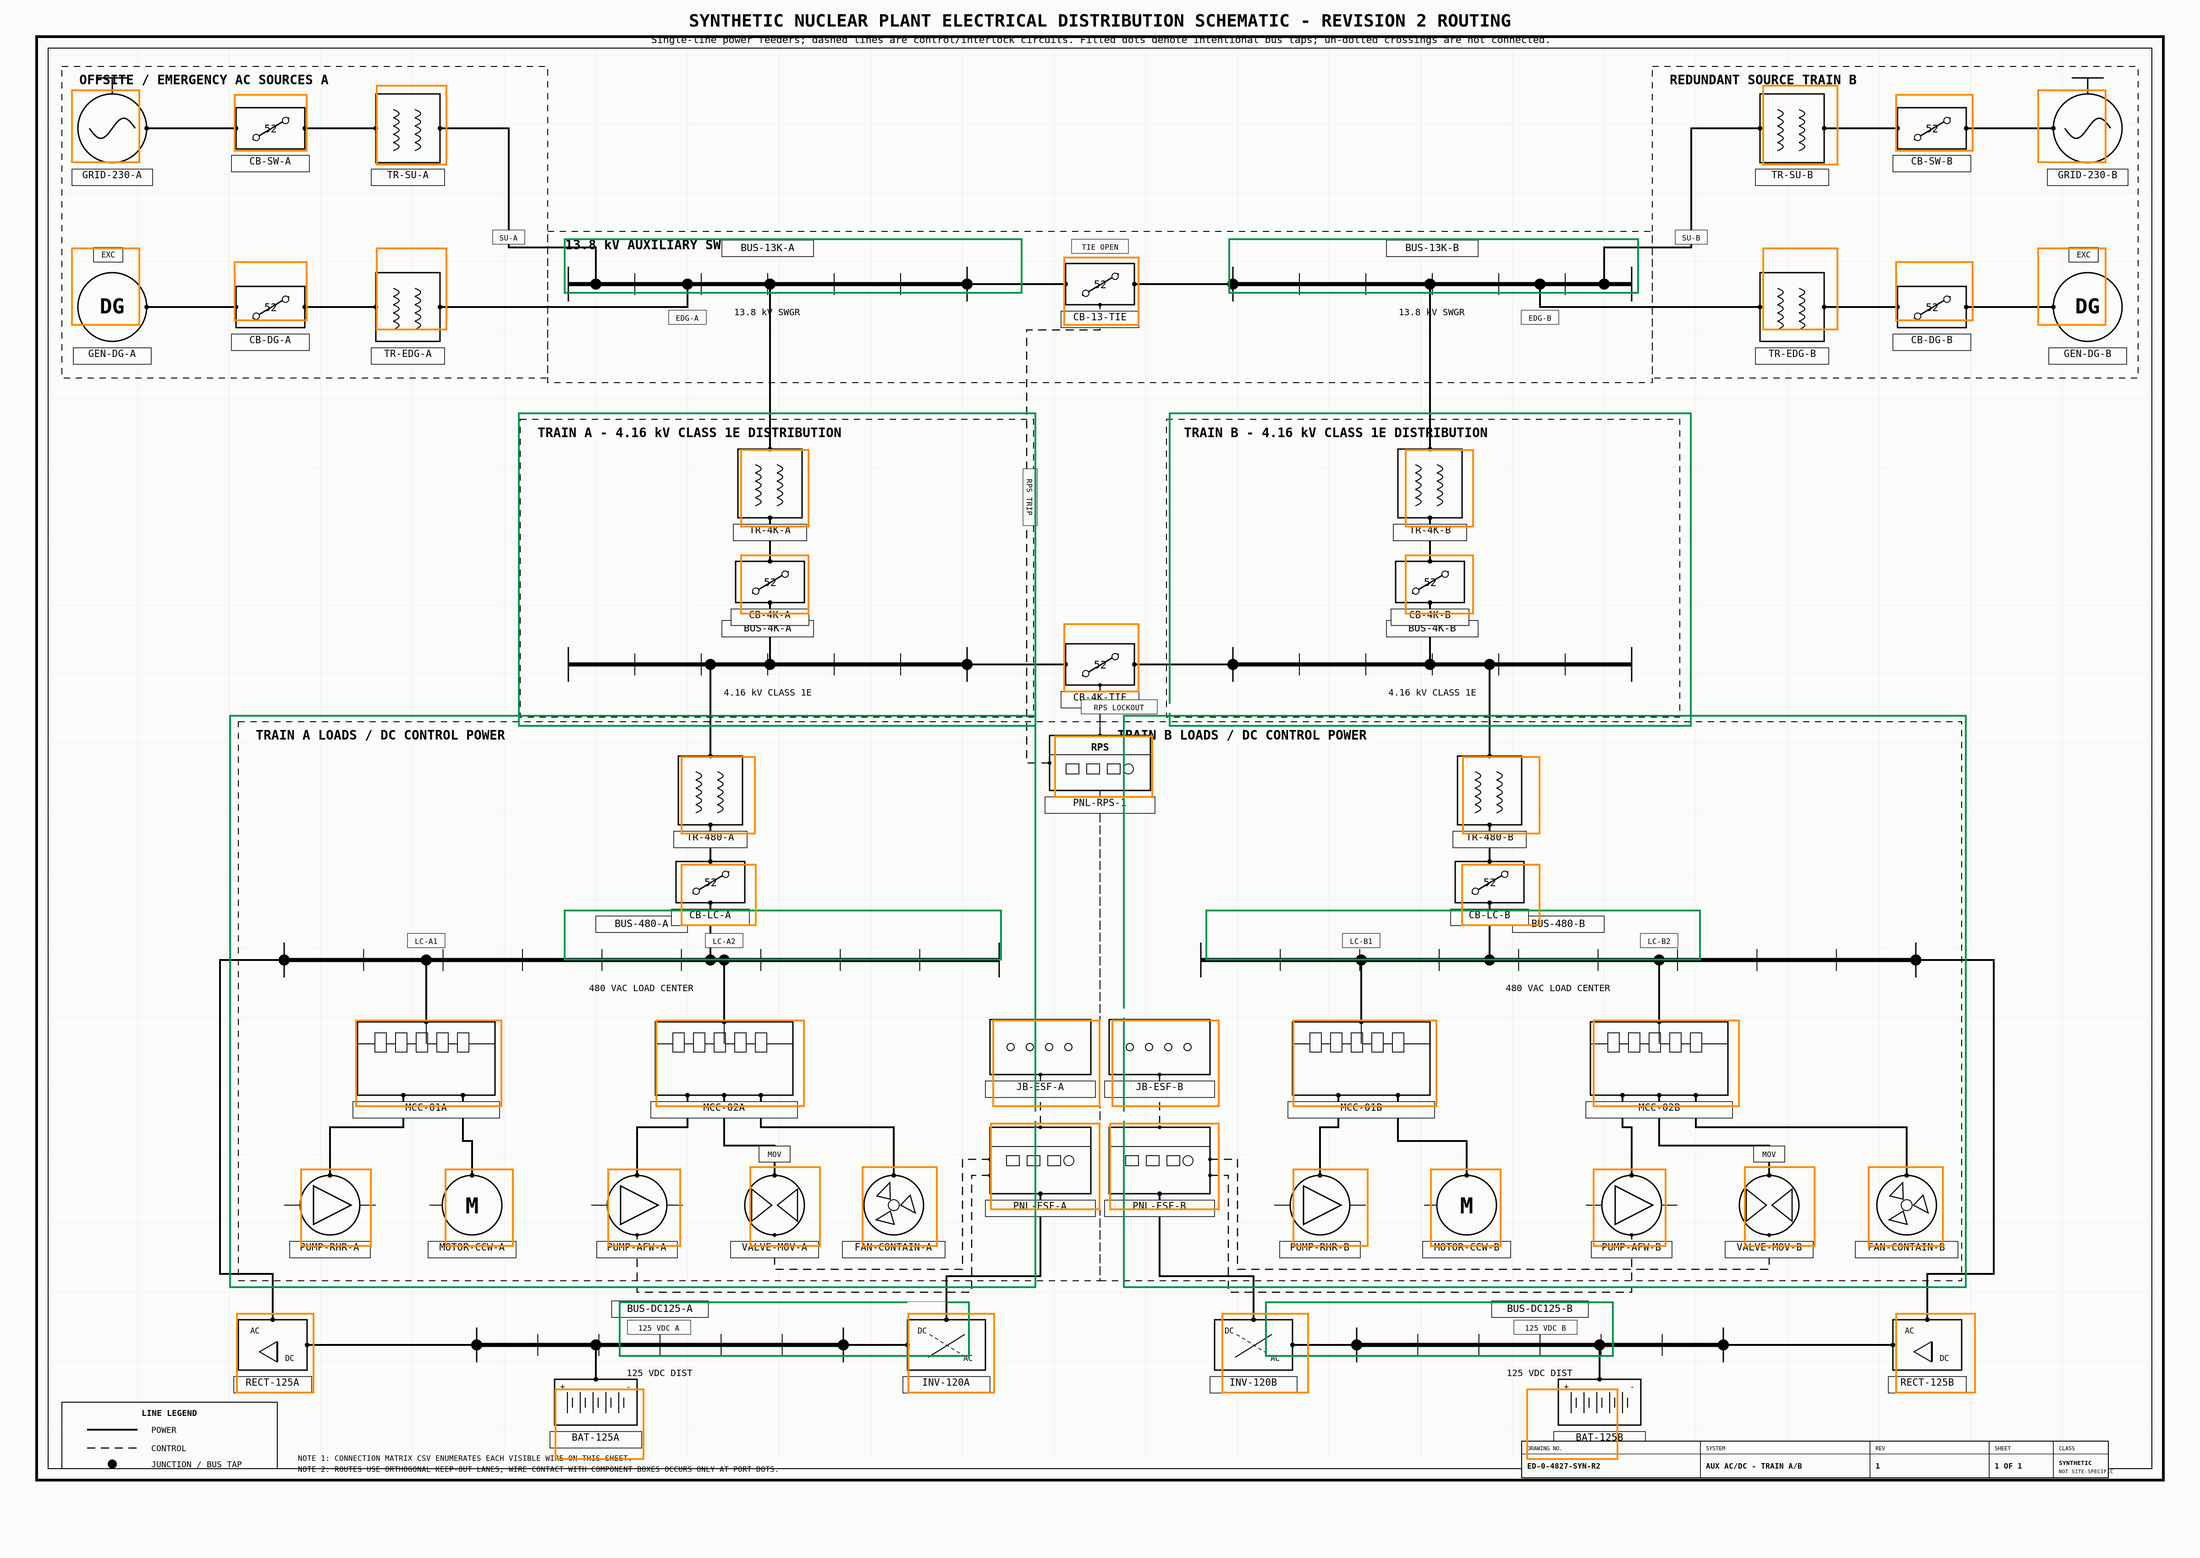 SYNTHETIC NUCLEAR PLANT ELECTRICAL DISTRIBUTION SCHEMATIC - REVISION 2 ROUTING
Single-line power feeders; dashed lines are control/interlock circuits. Filled dots denote intentional bus taps; un-dotted crossings are not connected.
OFFSITE / EMERGENCY AC SOURCES A
REDUNDANT SOURCE TRAIN B
52
52
GRID-230-A
CB-SW-A
TR-SU-A
TR-SU-B
CB-SW-B
GRID-230-B
SU-A
SU-B
13.8 kV AUXILIARY SW
BUS-13K-A
TIE OPEN
BUS-13K-B
EXC
EXC
DG
52
52
52
DG
13.8 kV SWGR
CB-13-TIE
13.8 kV SWGR
EDG-A
EDG-B
GEN-DG-A
CB-DG-A
TR-EDG-A
TR-EDG-B
CB-DG-B
GEN-DG-B
TRAIN A - 4.16 kV CLASS 1E DISTRIBUTION
TRAIN B - 4.16 kV CLASS 1E DISTRIBUTION
RPS TRIP
TR-4K-A
TR-4K-B
52
52
CB-4K-A
CB-4K-B
BUS-4K-A
BUS-4K-B
52
4.16 kV CLASS 1E
CB-4K-TIE
4.16 kV CLASS 1E
RPS LOCKOUT
TRAIN A LOADS / DC CONTROL POWER
TRAIN B LOADS / DC CONTROL POWER
RPS
PNL-RPS-1
TR-480-A
TR-480-B
52
52
CB-LC-A
CB-LC-B
BUS-480-A
BUS-480-B
LC-A1
LC-A2
LC-B1
LC-B2
480 VAC LOAD CENTER
480 VAC LOAD CENTER
JB-ESF-A
JB-ESF-B
MCC-01A
MCC-02A
MCC-01B
MCC-02B
MOV
MOV
M
M
PNL-ESF-A
PNL-ESF-B
PUMP-RHR-A
MOTOR-CCW-A
PUMP-AFW-A
VALVE-MOV-A
FAN-CONTAIN-A
PUMP-RHR-B
MOTOR-CCW-B
PUMP-AFW-B
VALVE-MOV-B
FAN-CONTAIN-B
BUS-DC125-A
BUS-DC125-B
125 VDC A
125 VDC B
AC
DC
DC
AC
DC
AC
AC
DC
RECT-125A
125 VDC DIST
INV-120A
INV-120B
125 VDC DIST
RECT-125B
+ -
+ -
BAT-125A
BAT-125B
LINE LEGEND
POWER
CONTROL
JUNCTION / BUS TAP
NOTE 1: CONNECTION MATRIX CSV ENUMERATES EACH VISIBLE WIRE ON THIS SHEET.
NOTE 2: ROUTES USE ORTHOGONAL KEEP-OUT LANES, WIRE CONTACT WITH COMPONENT BOXES OCCURS ONLY AT PORT DOTS.
DRAWING NO.
SYSTEM
REV
SHEET
CLASS
ED-0-4827-SYN-R2
AUX AC/DC - TRAIN A/B
1
1 OF 1
SYNTHETIC
NOT SITE-SPECIFIC